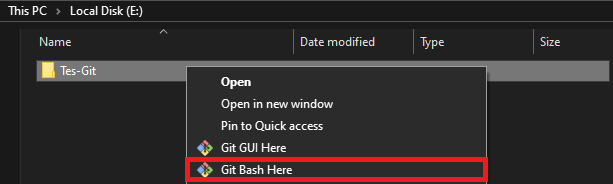 This PC > Local Disk (E:)
Name Date modified Type Size
Tes-Git
Open
Open in new window
Pin to Quick access
Git GUI Here
Git Bash Here